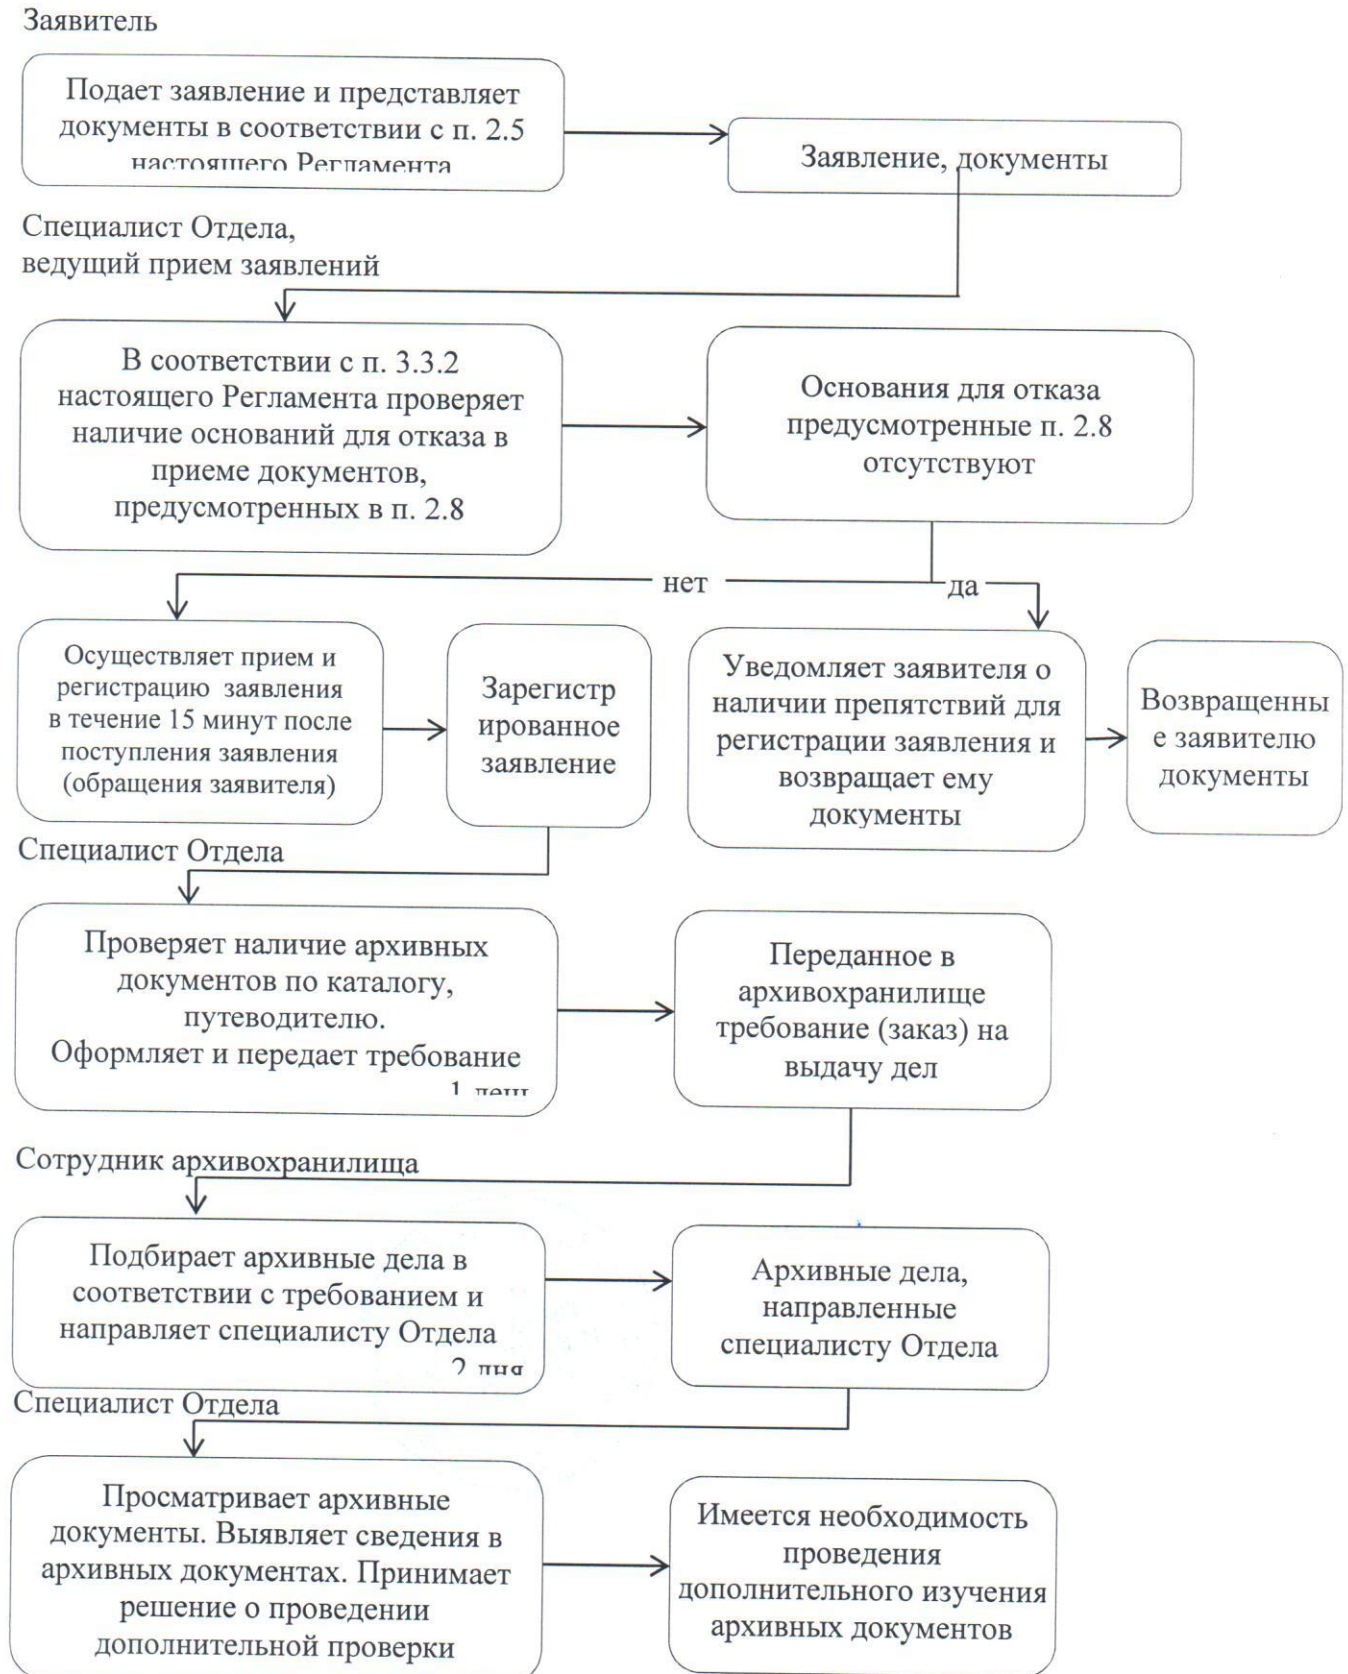 Заявитель
Подает заявление и представляет
документы в соответствии с п. 2.5
настоящего Регламента
Заявление, документы
Специалист Отдела,
ведущий прием заявлений
В соответствии с п. 3.3.2
настоящего Регламента проверяет
наличие оснований для отказа в
приеме документов,
предусмотренных в п. 2.8
Основания для отказа
предусмотренные п. 2.8
отсутствуют
нет
да
Осуществляет прием и
регистрацию заявления
в течение 15 минут после
поступления заявления
(обращения заявителя)
Зарегистр
ированное
заявление
Уведомляет заявителя о
наличии препятствий для
регистрации заявления и
возвращает ему
документы
Возвращенны
е заявителю
документы
Специалист Отдела
Проверяет наличие архивных
документов по каталогу,
путеводителю.
Оформляет и передает требование
1 день
Переданное в
архивохранилище
требование (заказ) на
выдачу дел
Сотрудник архивохранилища
Подбирает архивные дела в
соответствии с требованием и
направляет специалисту Отдела
2 дня
Архивные дела,
направленные
специалисту Отдела
Специалист Отдела
Просматривает архивные
документы. Выявляет сведения в
архивных документах. Принимает
решение о проведении
дополнительной проверки
Имеется необходимость
проведения
дополнительного изучения
архивных документов